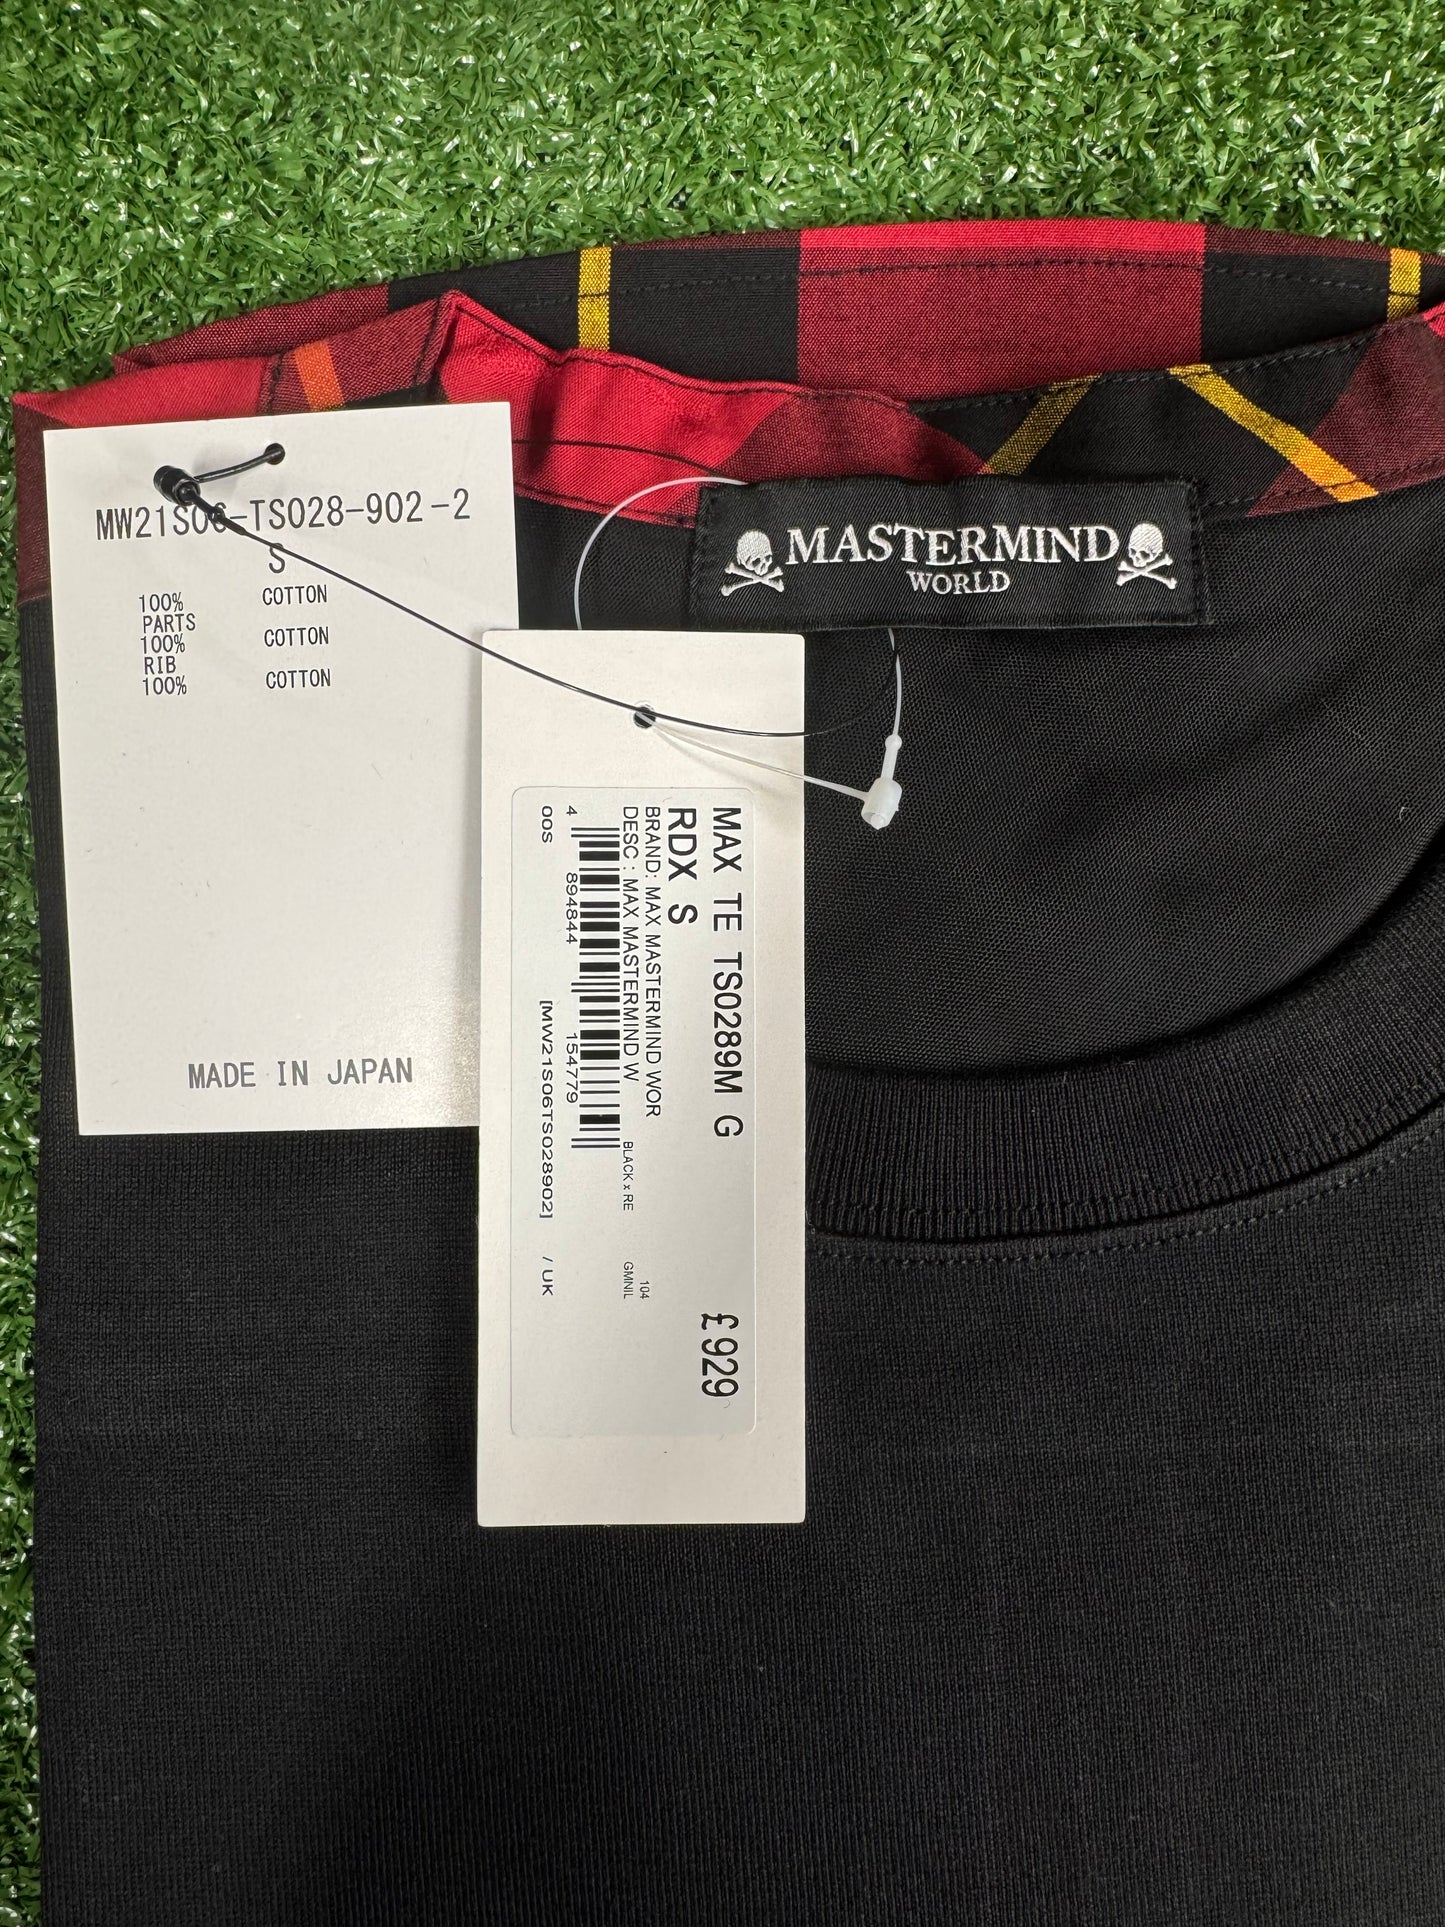 MASTERMIND
WORLD
MW21S06-TS028-902-2
S
100% COTTON
PARTS
100% COTTON
RIB
100% COTTON
MADE IN JAPAN
MAX TE TS0289M G
RDX S
£929
BRAND: MAX MASTERMIND WOR
104
DESC : MAX MASTERMIND W
BLACK x RE
GMNIL
4 894844 154779
00S
[MW21S06TS028902]
/ UK